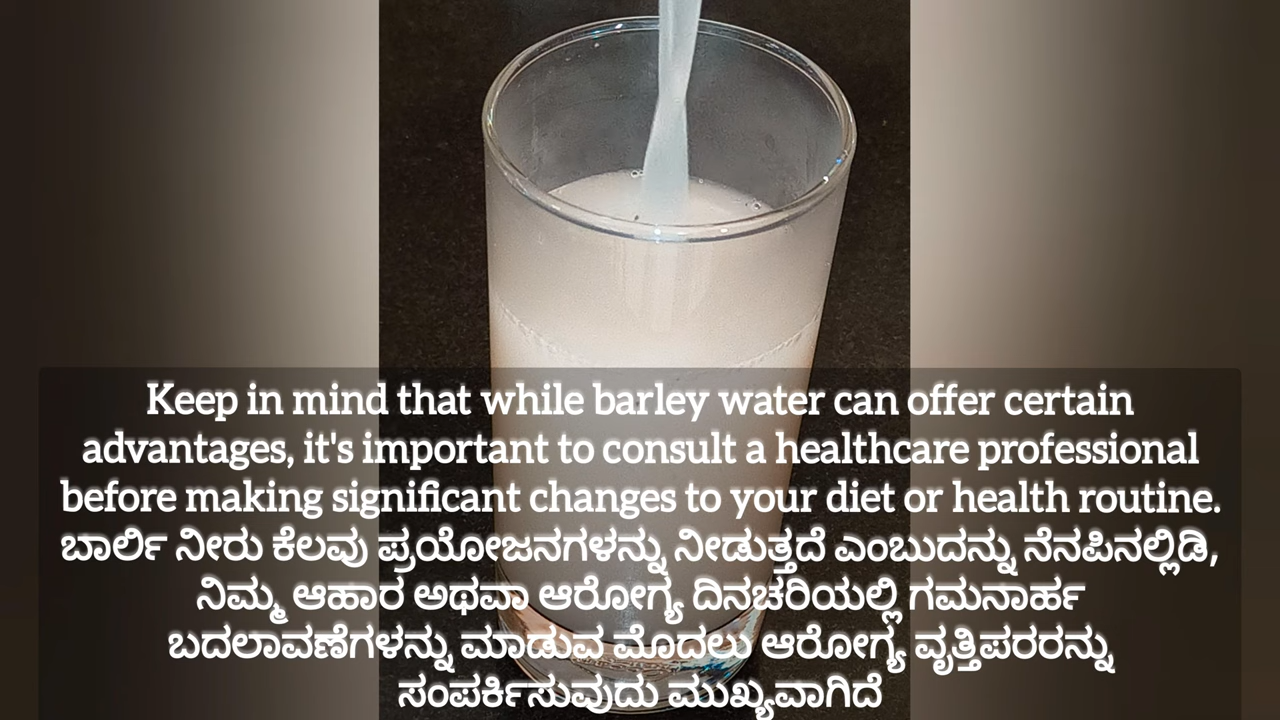 Keep in mind that while barley water can offer certain
advantages, it's important to consult a healthcare professional
before making significant changes to your diet or health routine.
ಬಾರ್ಲಿ ನೀರು ಕೆಲವು ಪ್ರಯೋಜನಗಳನ್ನು ನೀಡುತ್ತದೆ ಎಂಬುದನ್ನು ನೆನಪಿನಲ್ಲಿಡಿ,
ನಿಮ್ಮ ಆಹಾರ ಅಥವಾ ಆರೋಗ್ಯ ದಿನಚರಿಯಲ್ಲಿ ಗಮನಾರ್ಹ
ಬದಲಾವಣೆಗಳನ್ನು ಮಾಡುವ ಮೊದಲು ಆರೋಗ್ಯ ವೃತ್ತಿಪರರನ್ನು
ಸಂಪರ್ಕಿಸುವುದು ಮುಖ್ಯವಾಗಿದೆ